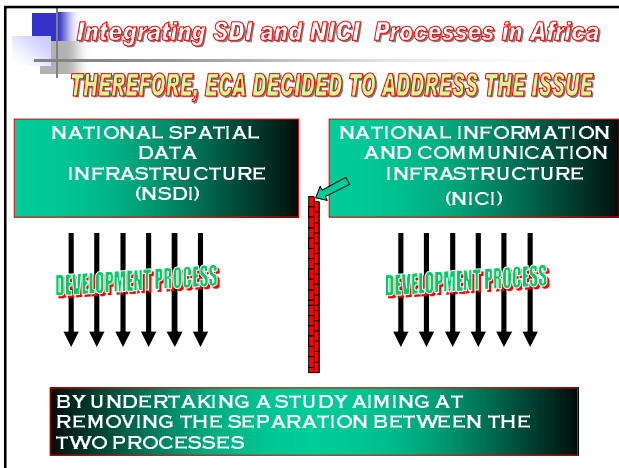 Integrating SDI and NICI Processes in Africa
THEREFORE, ECA DECIDED TO ADDRESS THE ISSUE
NATIONAL SPATIAL
DATA
INFRASTRUCTURE
(NSDI)
NATIONAL INFORMATION
AND COMMUNICATION
INFRASTRUCTURE
(NICI)
DEVELOPMENT PROCESS
DEVELOPMENT PROCESS
BY UNDERTAKING A STUDY AIMING AT
REMOVING THE SEPARATION BETWEEN THE
TWO PROCESSES